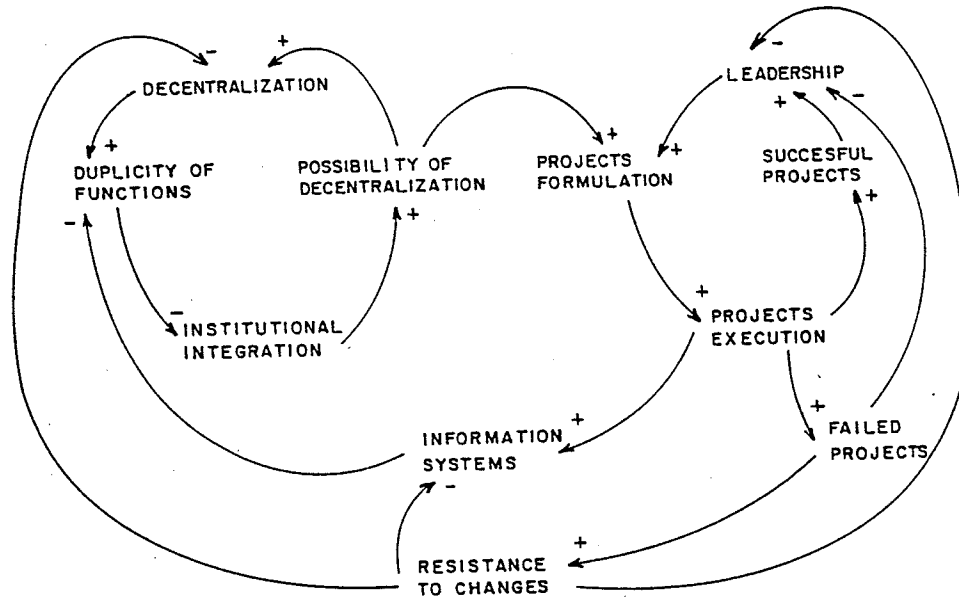 DECENTRALIZATION
LEADERSHIP
DUPLICITY OF
FUNCTIONS
POSSIBILITY OF
DECENTRALIZATION
PROJECTS
FORMULATION
SUCCESFUL
PROJECTS
INSTITUTIONAL
INTEGRATION
PROJECTS
EXECUTION
INFORMATION
SYSTEMS
FAILED
PROJECTS
RESISTANCE
TO CHANGES